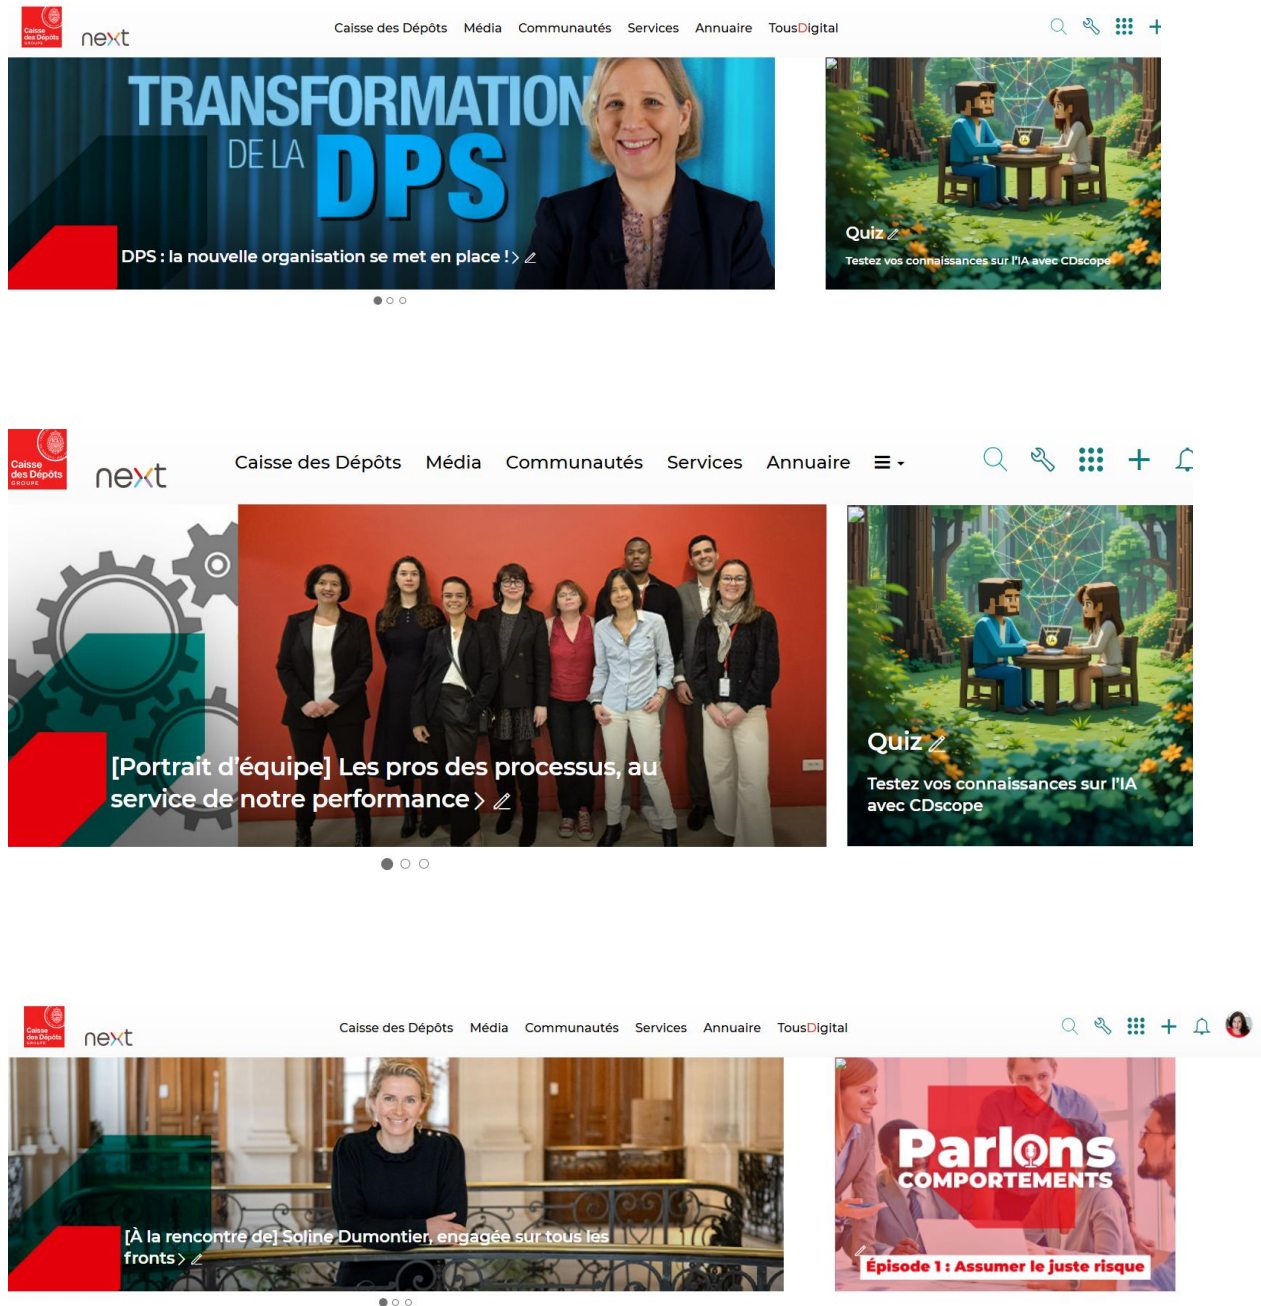 Caisse
des Dépôts
GROUPE
next
Caisse des Dépôts Média Communautés Services Annuaire TousDigital
TRANSFORMATION
DE LA DPS
DPS : la nouvelle organisation se met en place !
Quiz
Testez vos connaissances sur l'IA avec CDscope
Caisse
des Dépôts
GROUPE
next
Caisse des Dépôts Média Communautés Services Annuaire
[Portrait d'équipe] Les pros des processus, au
service de notre performance
IA
Quiz
Testez vos connaissances sur l'IA
avec CDscope
Caisse
des Dépôts
GROUPE
next
Caisse des Dépôts Média Communautés Services Annuaire TousDigital
[À la rencontre de] Soline Dumontier, engagée sur tous les
fronts
Parlons
COMPORTEMENTS
Épisode 1 : Assumer le juste risque